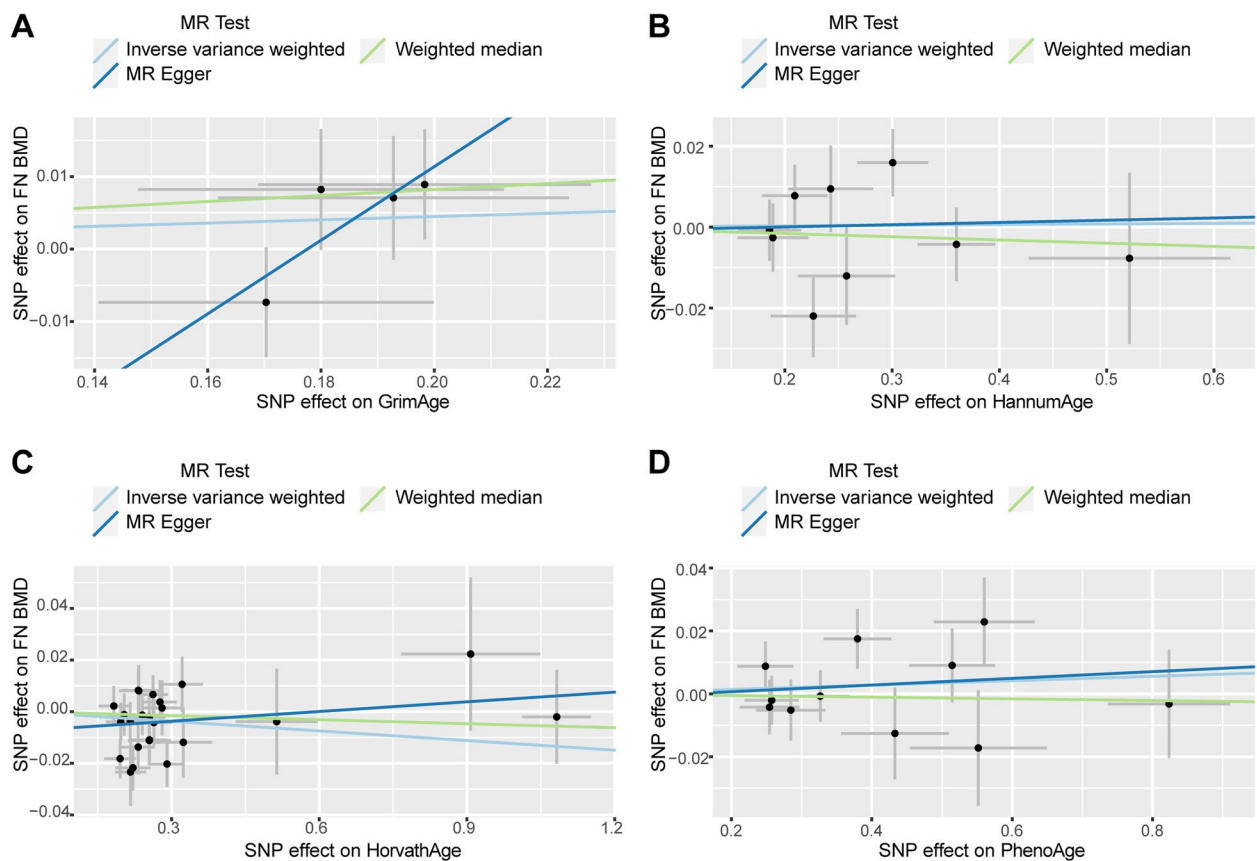 A
MR Test
Inverse variance weighted
Weighted median
MR Egger
SNP effect on FN BMD
0.01
0.00
−0.01
0.14
0.16
0.18
0.20
0.22
SNP effect on GrimAge
B
MR Test
Inverse variance weighted
Weighted median
MR Egger
SNP effect on FN BMD
0.02
0.00
−0.02
0.2
0.3
0.4
0.5
0.6
SNP effect on HannumAge
C
MR Test
Inverse variance weighted
Weighted median
MR Egger
SNP effect on FN BMD
0.04
0.02
0.00
−0.02
−0.04
0.3
0.6
0.9
1.2
SNP effect on HorvathAge
D
MR Test
Inverse variance weighted
Weighted median
MR Egger
SNP effect on FN BMD
0.04
0.02
0.00
−0.02
0.2
0.4
0.6
0.8
SNP effect on PhenoAge